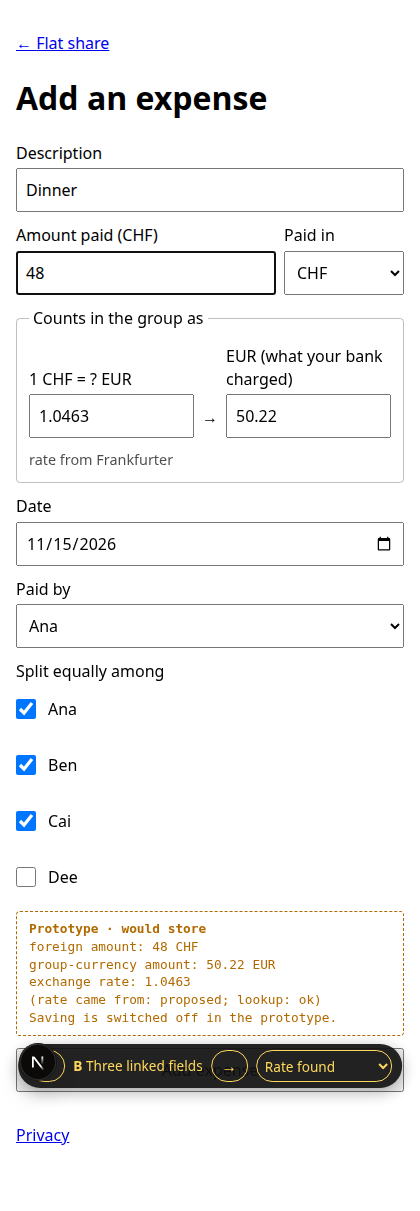 ← Flat share
Add an expense
Description
Dinner
Amount paid (CHF)
Paid in
48
CHF
Counts in the group as
1 CHF = ? EUR
EUR (what your bank
charged)
1.0463
→
50.22
rate from Frankfurter
Date
11/15/2026
Paid by
Ana
Split equally among
Ana
Ben
Cai
Dee
Prototype · would store
foreign amount: 48 CHF
group-currency amount: 50.22 EUR
exchange rate: 1.0463
(rate came from: proposed; lookup: ok)
Saving is switched off in the prototype.
N
B Three linked fields
→
Rate found
Privacy